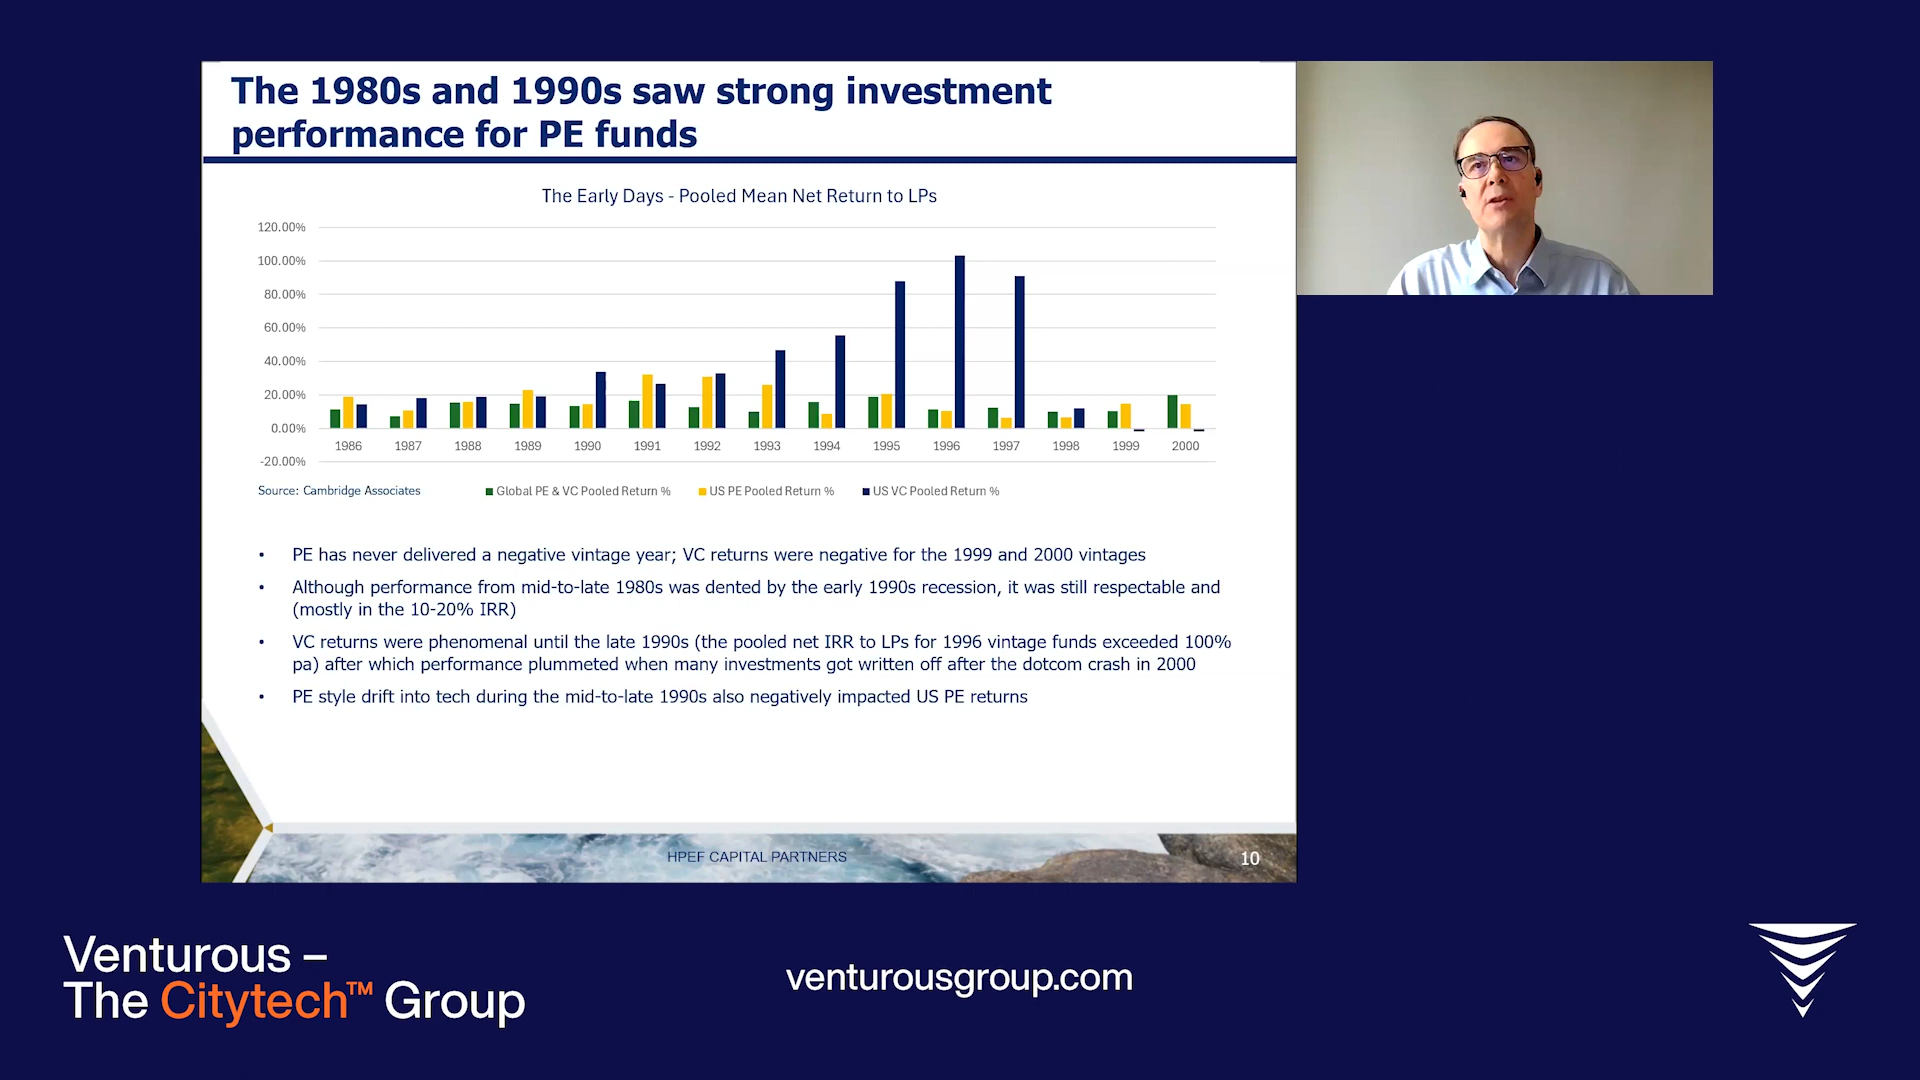 The 1980s and 1990s saw strong investment
performance for PE funds
The Early Days - Pooled Mean Net Return to LPs
120.00%
100.00%
80.00%
60.00%
40.00%
20.00%
0.00%
-20.00%
1986 1987 1988 1989 1990 1991 1992 1993 1994 1995 1996 1997 1998 1999 2000
Source: Cambridge Associates
Global PE & VC Pooled Return % US PE Pooled Return % US VC Pooled Return %
• PE has never delivered a negative vintage year; VC returns were negative for the 1999 and 2000 vintages
• Although performance from mid-to-late 1980s was dented by the early 1990s recession, it was still respectable and
(mostly in the 10-20% IRR)
• VC returns were phenomenal until the late 1990s (the pooled net IRR to LPs for 1996 vintage funds exceeded 100%
pa) after which performance plummeted when many investments got written off after the dotcom crash in 2000
• PE style drift into tech during the mid-to-late 1990s also negatively impacted US PE returns
HPEF CAPITAL PARTNERS
10
Venturous –
The Citytech™ Group
venturousgroup.com